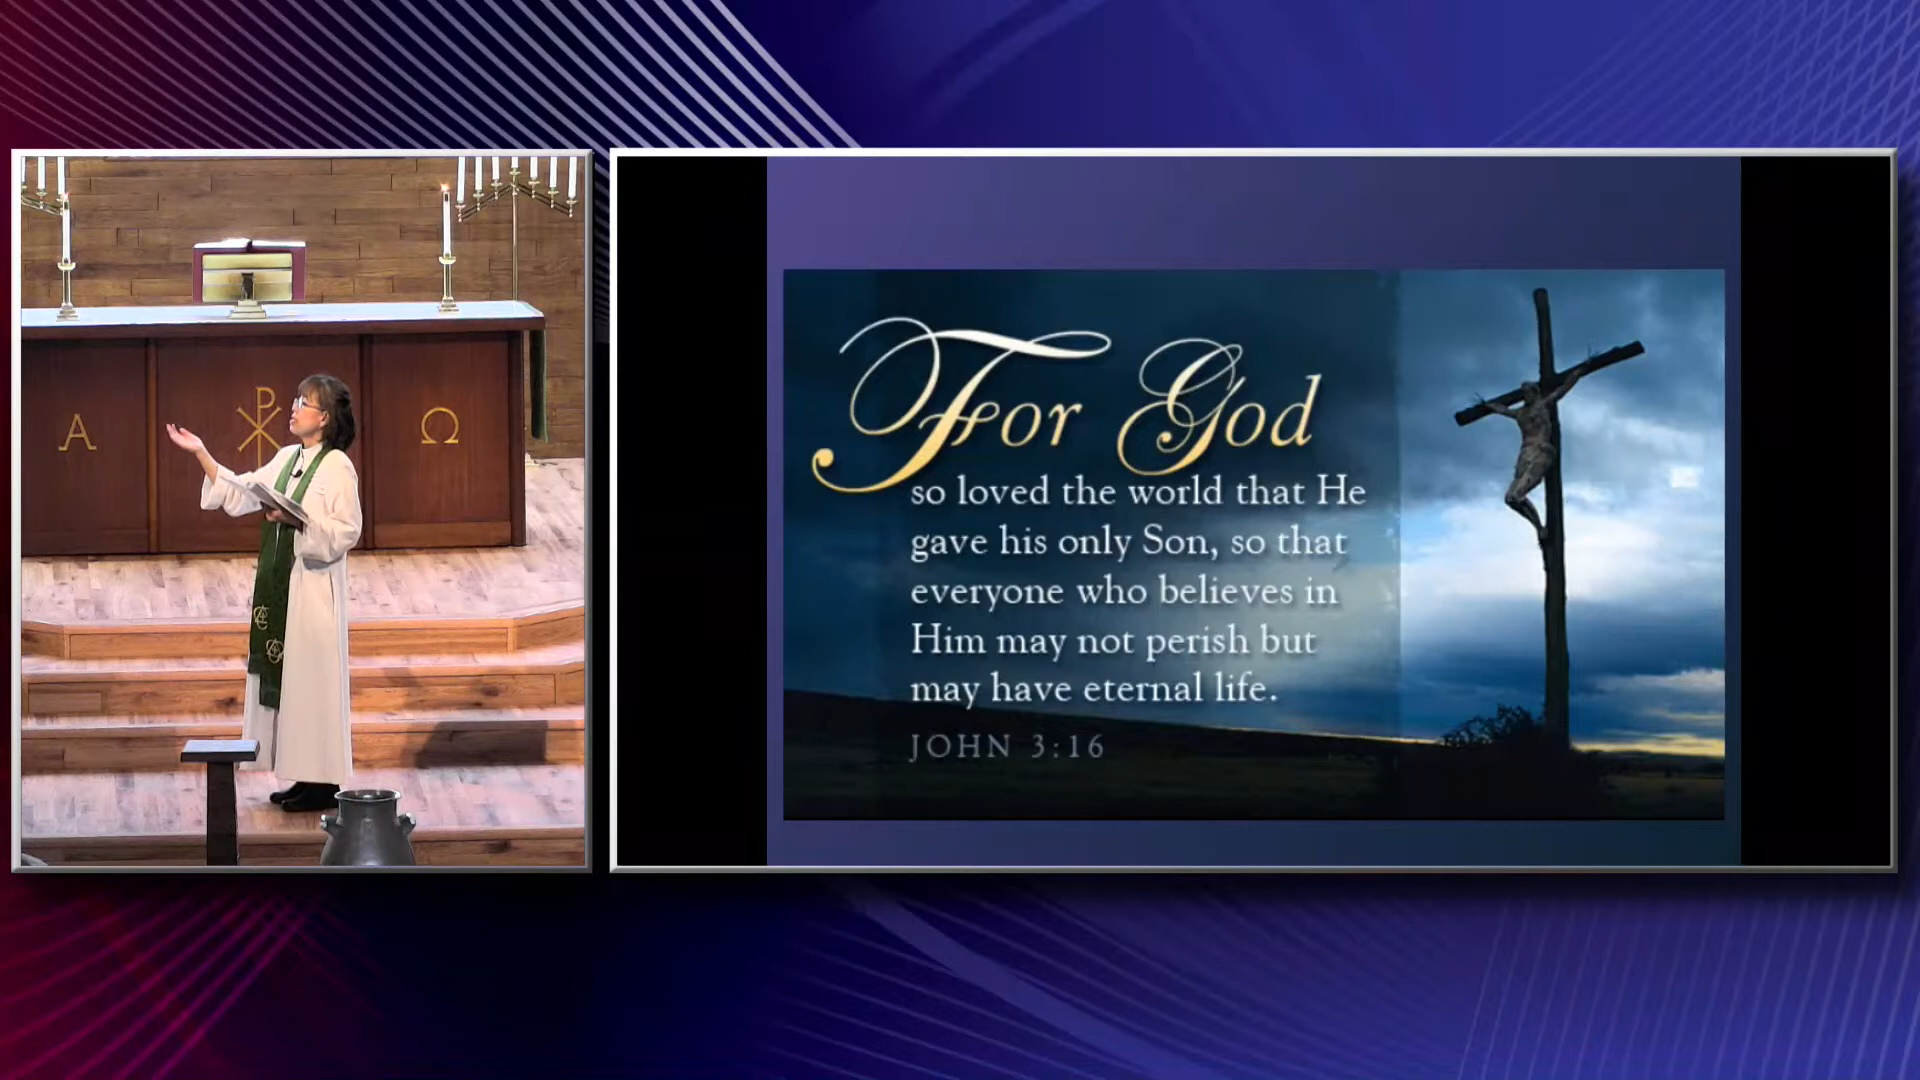 Α
☧
Ω
For God
so loved the world that He
gave his only Son, so that
everyone who believes in
Him may not perish but
may have eternal life.
JOHN 3:16